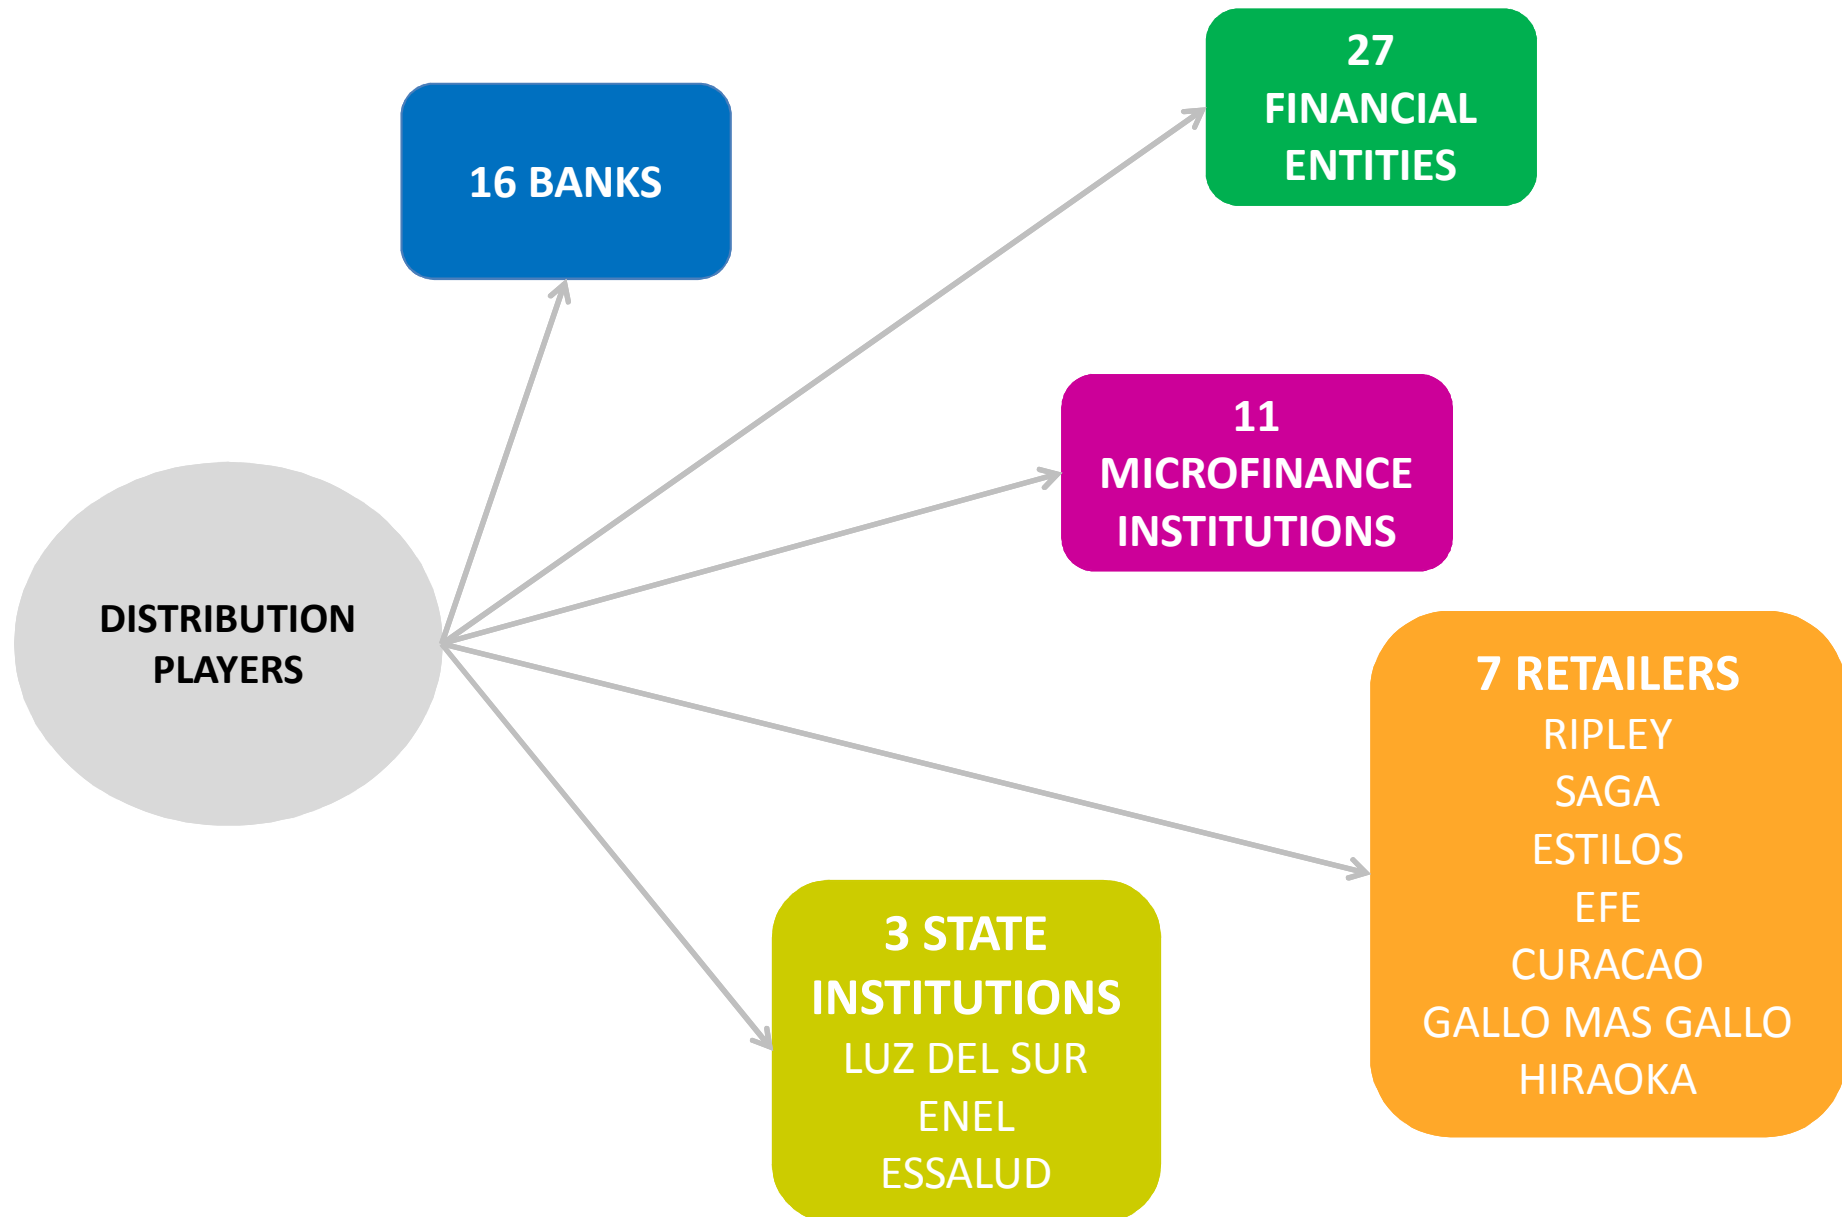 27
FINANCIAL
ENTITIES
16 BANKS
11
MICROFINANCE
INSTITUTIONS
DISTRIBUTION
PLAYERS
7 RETAILERS
RIPLEY
SAGA
ESTILOS
EFE
CURACAO
GALLO MAS GALLO
HIRAOKA
3 STATE
INSTITUTIONS
LUZ DEL SUR
ENEL
ESSALUD